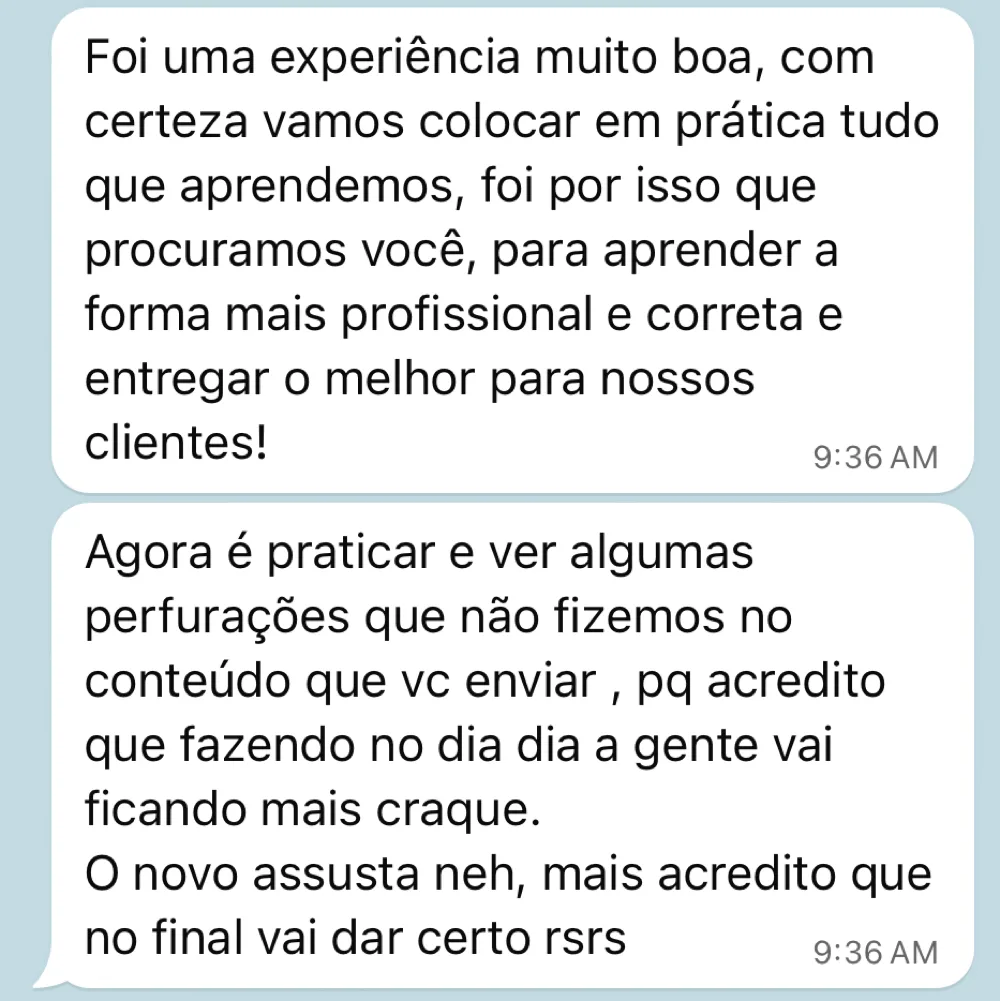 Foi uma experiência muito boa, com
certeza vamos colocar em prática tudo
que aprendemos, foi por isso que
procuramos você, para aprender a
forma mais profissional e correta e
entregar o melhor para nossos
clientes!
9:36 AM
Agora é praticar e ver algumas
perfurações que não fizemos no
conteúdo que vc enviar , pq acredito
que fazendo no dia dia a gente vai
ficando mais craque.
O novo assusta neh, mais acredito que
no final vai dar certo rsrs
9:36 AM